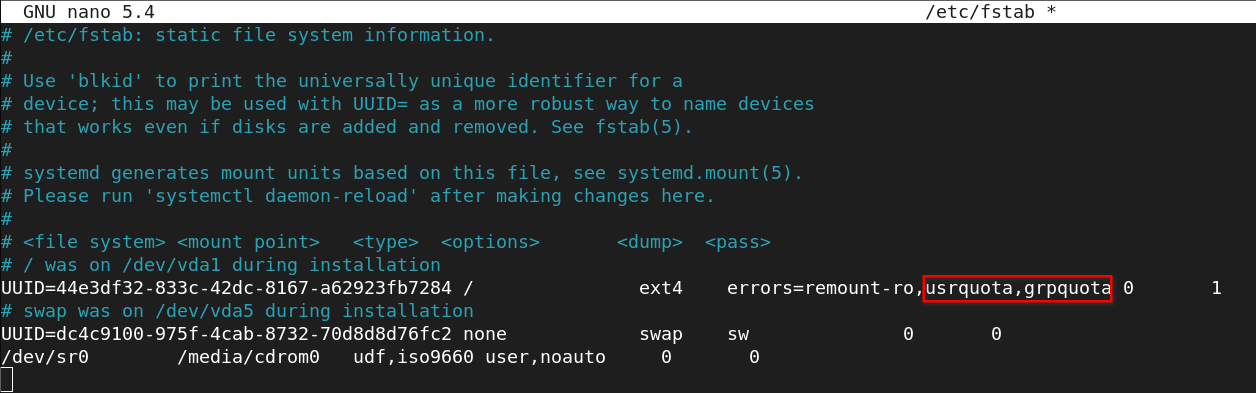 GNU nano 5.4 /etc/fstab *
# /etc/fstab: static file system information.
#
# Use 'blkid' to print the universally unique identifier for a
# device; this may be used with UUID= as a more robust way to name devices
# that works even if disks are added and removed. See fstab(5).
#
# systemd generates mount units based on this file, see systemd.mount(5).
# Please run 'systemctl daemon-reload' after making changes here.
#
# <file system> <mount point>   <type>  <options>       <dump>  <pass>
# / was on /dev/vda1 during installation
UUID=44e3df32-833c-42dc-8167-a62923fb7284 /               ext4    errors=remount-ro,usrquota,grpquota 0       1
# swap was on /dev/vda5 during installation
UUID=dc4c9100-975f-4cab-8732-70d8d8d76fc2 none            swap    sw              0       0
/dev/sr0        /media/cdrom0   udf,iso9660 user,noauto     0       0